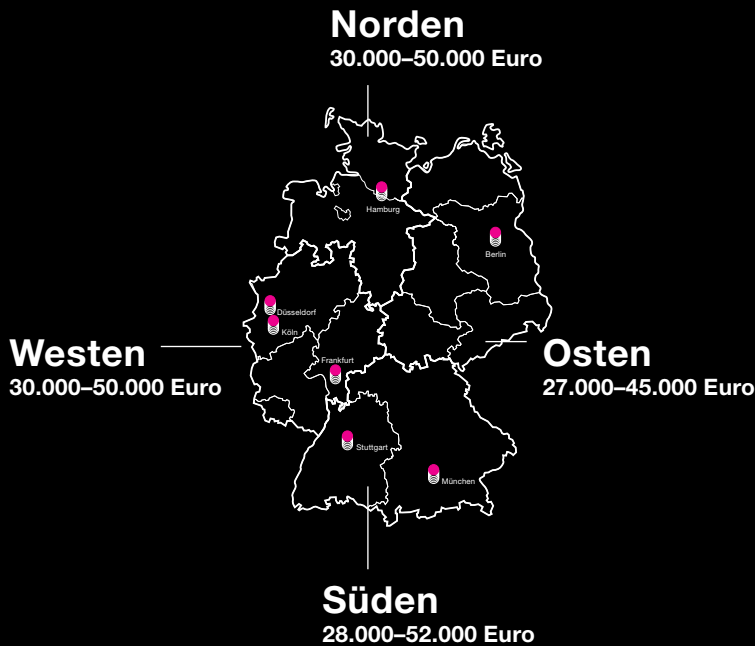 Norden
30.000–50.000 Euro
Hamburg
Berlin
Düsseldorf
Köln
Westen
30.000–50.000 Euro
Frankfurt
Osten
27.000–45.000 Euro
Stuttgart
München
Süden
28.000–52.000 Euro